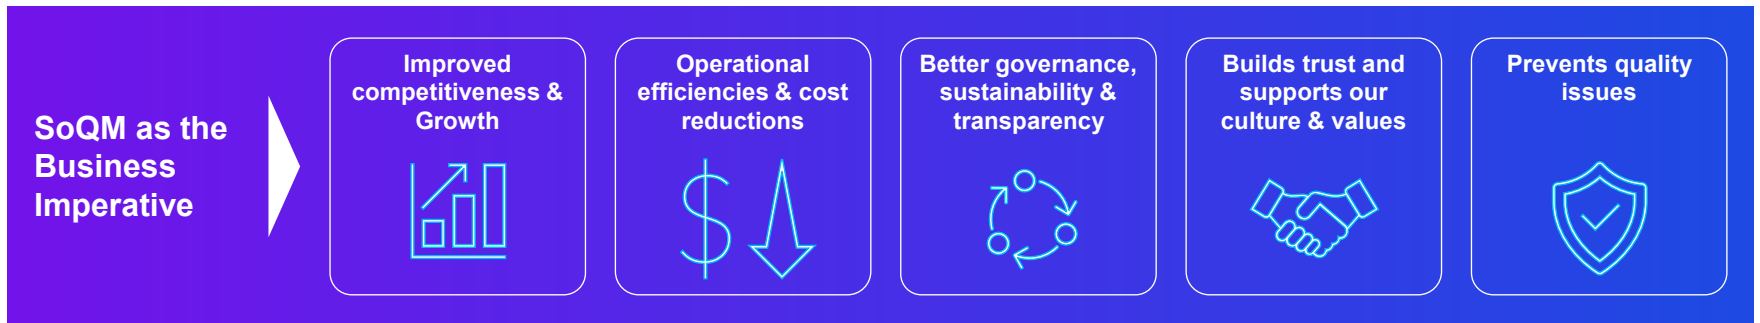 SoQM as the
Business
Imperative
Improved
competitiveness &
Growth
Operational
efficiencies & cost
reductions
Better governance,
sustainability &
transparency
Builds trust and
supports our
culture & values
Prevents quality
issues